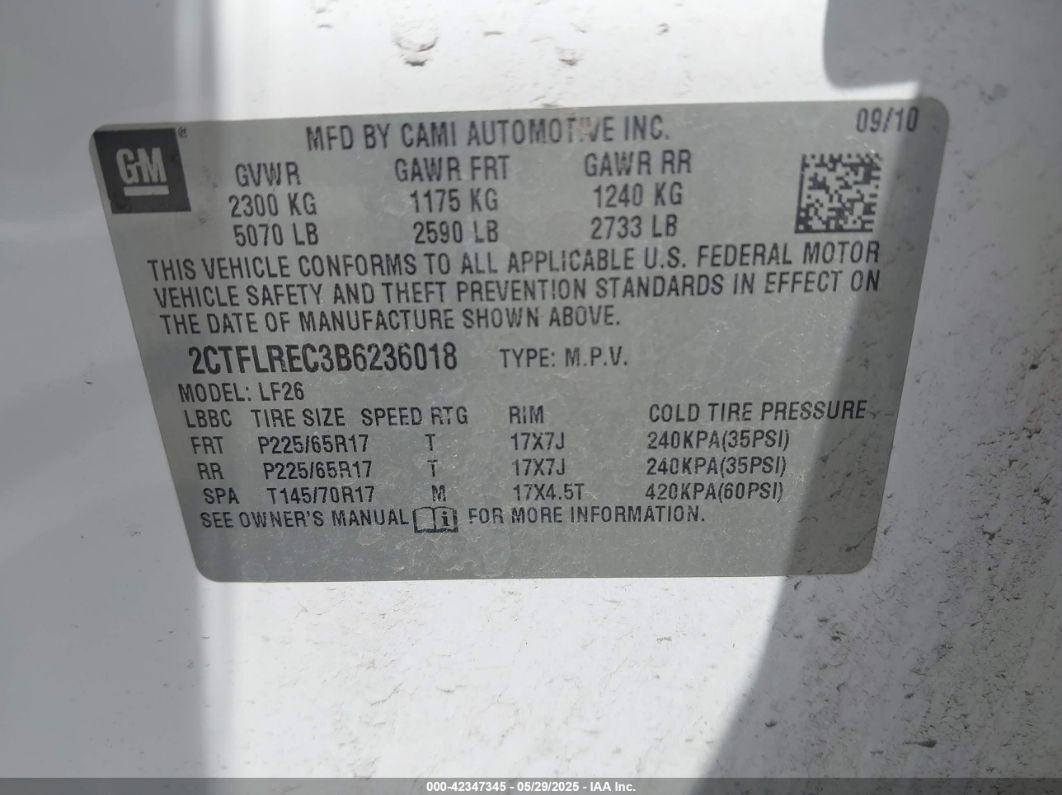 GM ®
MFD BY CAMI AUTOMOTIVE INC.
09/10
GVWR GAWR FRT GAWR RR
2300 KG 1175 KG 1240 KG
5070 LB 2590 LB 2733 LB
THIS VEHICLE CONFORMS TO ALL APPLICABLE U.S. FEDERAL MOTOR
VEHICLE SAFETY AND THEFT PREVENTION STANDARDS IN EFFECT ON
THE DATE OF MANUFACTURE SHOWN ABOVE.
2CTFLREC3B6236018 TYPE: M.P.V.
MODEL: LF26
LBBC TIRE SIZE SPEED RTG RIM COLD TIRE PRESSURE
FRT P225/65R17 T 17X7J 240KPA(35PSI)
RR P225/65R17 T 17X7J 240KPA(35PSI)
SPA T145/70R17 M 17X4.5T 420KPA(60PSI)
SEE OWNER'S MANUAL i FOR MORE INFORMATION.
000-42347345 - 05/29/2025 - IAA Inc.